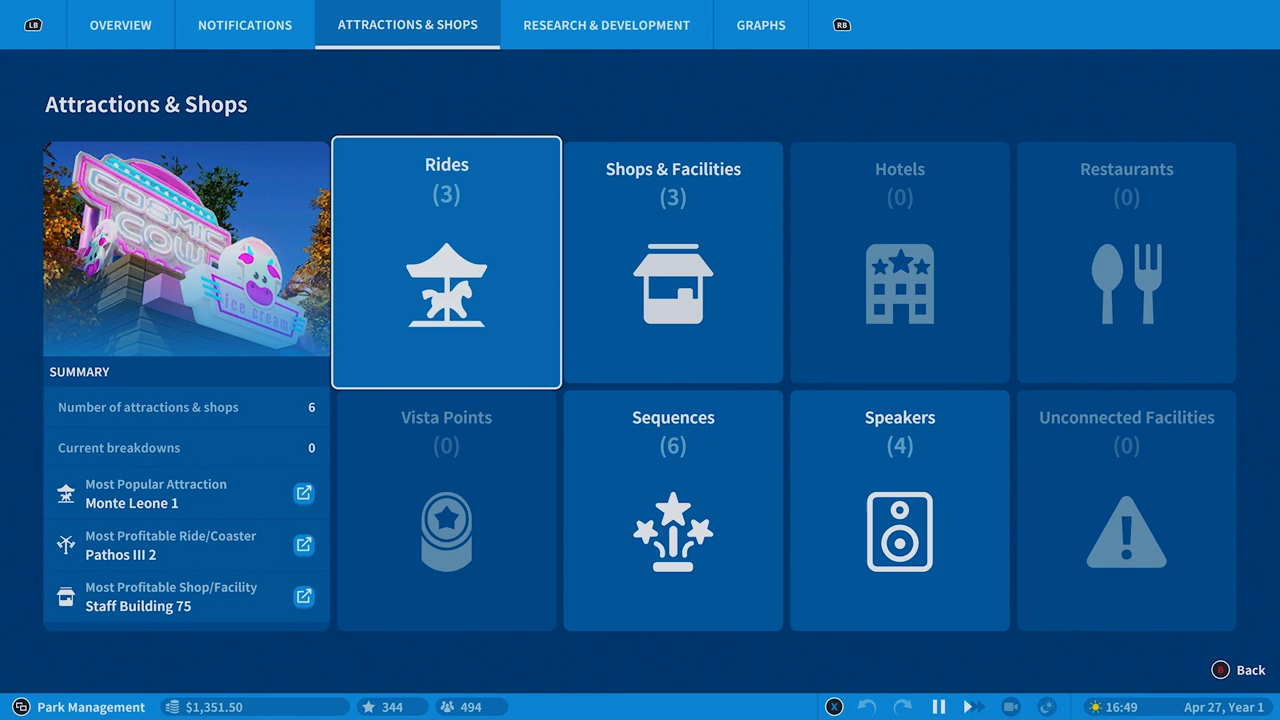 LB
OVERVIEW
NOTIFICATIONS
ATTRACTIONS & SHOPS
RESEARCH & DEVELOPMENT
GRAPHS
RB
Attractions & Shops
COSMIC
COW
ice cream
SUMMARY
Number of attractions & shops 6
Current breakdowns 0
Most Popular Attraction
Monte Leone 1
Most Profitable Ride/Coaster
Pathos III 2
Most Profitable Shop/Facility
Staff Building 75
Rides
(3)
Shops & Facilities
(3)
Hotels
(0)
Restaurants
(0)
Vista Points
(0)
Sequences
(6)
Speakers
(4)
Unconnected Facilities
(0)
B Back
Park Management
$1,351.50
344
494
X
16:49
Apr 27, Year 1